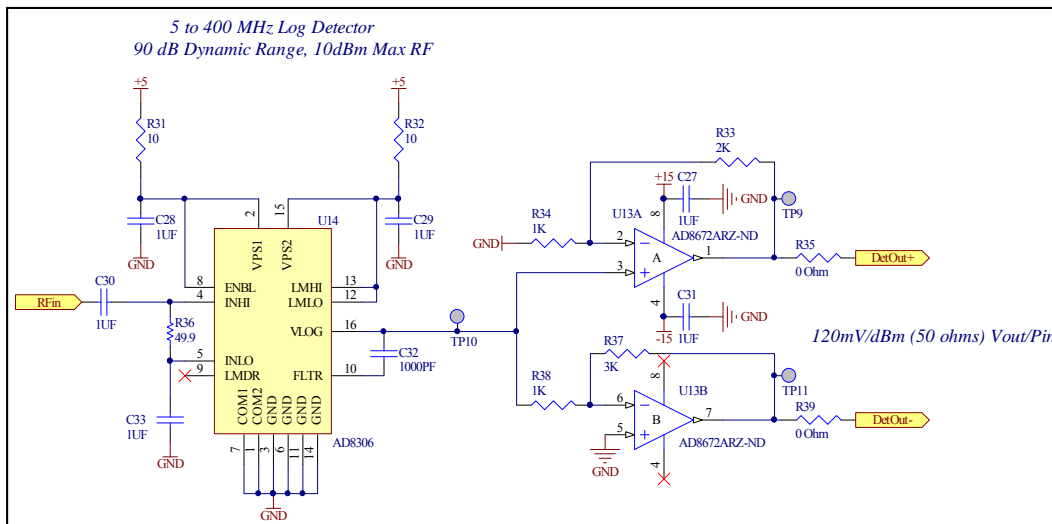 5 to 400 MHz Log Detector
90 dB Dynamic Range, 10dBm Max RF
+5
+5
R31
10
R32
10
R33
2K
C28
1UF
GND
2
VPS1
15
VPS2
U14
C29
1UF
GND
+15
C27
1UF
GND
TP9
R34
1K
GND
U13A
8
AD8672ARZ-ND
2
3
A
1
4
R35
0 Ohm
DetOut+
C30
1UF
RFin
8
ENBL
4
INHI
LMHI
13
LMLO
12
R36
49.9
VLOG
16
TP10
C31
1UF
-15
GND
120mV/dBm (50 ohms) Vout/Pin
5
INLO
9
LMDR
FLTR
10
C32
1000PF
R37
3K
R38
1K
8
U13B
TP11
6
5
B
7
4
AD8672ARZ-ND
R39
0 Ohm
DetOut-
GND
C33
1UF
GND
COM1
COM2
GND
GND
GND
GND
7
1
3
6
11
14
AD8306
GND